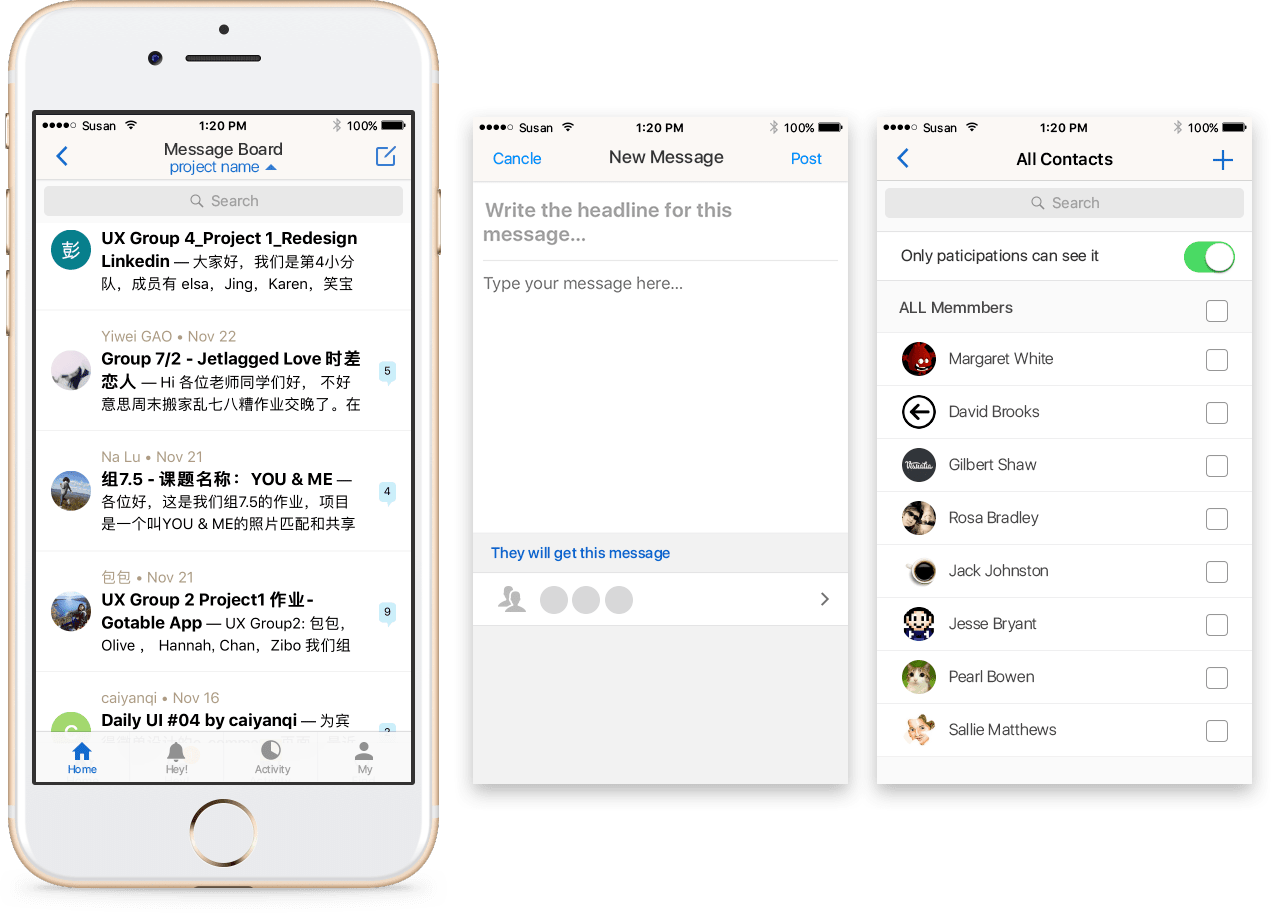 Susan
1:20 PM
100%
Message Board
project name
Search
彭
UX Group 4_Project 1_Redesign
Linkedin — 大家好，我们是第4小分
队，成员有 elsa，Jing，Karen，笑宝
Yiwei GAO • Nov 22
Group 7/2 - Jetlagged Love 时差
恋人 — Hi 各位老师同学们好， 不好
意思周末搬家乱七八糟作业交晚了。在
5
Na Lu • Nov 21
组7.5 - 课题名称：YOU & ME —
各位好，这是我们组7.5的作业，项目
是一个叫YOU & ME的照片匹配和共享
4
包包 • Nov 21
UX Group 2 Project1 作业-
Gotable App — UX Group2: 包包，
Olive ， Hannah, Chan，Zibo 我们组
9
caiyanqi • Nov 16
Daily UI #04 by caiyanqi — 为宾
Home
Hey!
Activity
My
Susan
1:20 PM
100%
Cancle
New Message
Post
Write the headline for this
message...
Type your message here...
They will get this message
Susan
1:20 PM
100%
All Contacts
Search
Only paticipations can see it
ALL Memmbers
Margaret White
David Brooks
Gilbert Shaw
Rosa Bradley
Jack Johnston
Jesse Bryant
Pearl Bowen
Sallie Matthews